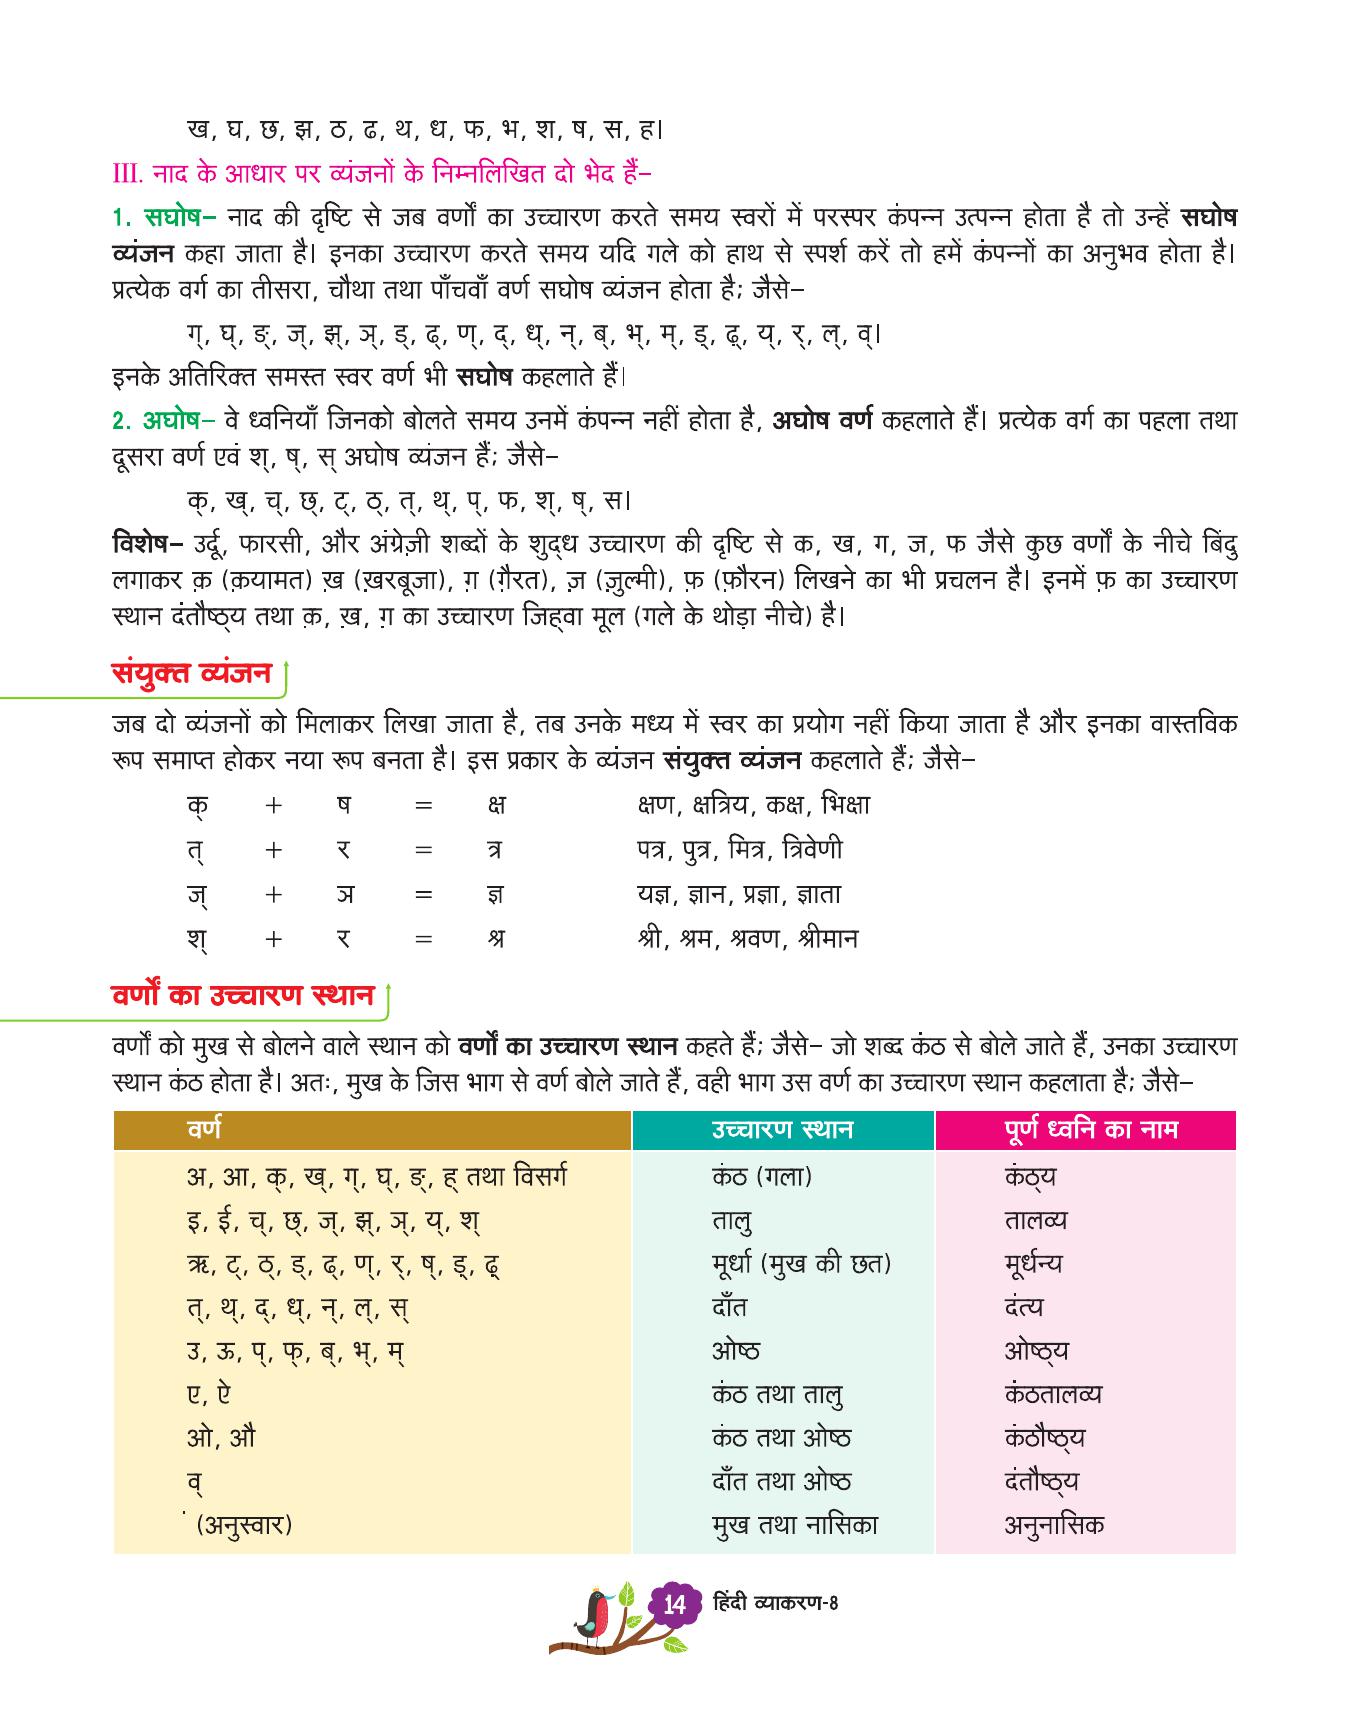 ख, घ, छ, झ, ठ, ढ, थ, ध, फ, भ, श, ष, स, ह।
III. नाद के आधार पर व्यंजनों के निम्नलिखित दो भेद हैं–
1. सघोष– नाद की दृष्टि से जब वर्णों का उच्चारण करते समय स्वरों में परस्पर कंपन्न उत्पन्न होता है तो उन्हें सघोष
व्यंजन कहा जाता है। इनका उच्चारण करते समय यदि गले को हाथ से स्पर्श करें तो हमें कंपन्नों का अनुभव होता है।
प्रत्येक वर्ग का तीसरा, चौथा तथा पाँचवाँ वर्ण सघोष व्यंजन होता है; जैसे–
ग्, घ्, ङ्, ज्, झ्, ञ्, ड्, ढ्, ण्, द्, ध्, न्, ब्, भ्, म्, ड़्, ढ़्, य्, र्, ल्, व्।
इनके अतिरिक्त समस्त स्वर वर्ण भी सघोष कहलाते हैं।
2. अघोष– वे ध्वनियाँ जिनको बोलते समय उनमें कंपन्न नहीं होता है, अघोष वर्ण कहलाते हैं। प्रत्येक वर्ग का पहला तथा
दूसरा वर्ण एवं श्, ष्, स् अघोष व्यंजन हैं; जैसे–
क्, ख्, च्, छ्, ट्, ठ्, त्, थ्, प्, फ, श्, ष्, स।
विशेष– उर्दू, फारसी, और अंग्रेज़ी शब्दों के शुद्ध उच्चारण की दृष्टि से क, ख, ग, ज, फ जैसे कुछ वर्णों के नीचे बिंदु
लगाकर क़ (क़यामत) ख़ (ख़रबूजा), ग़ (ग़ैरत), ज़ (ज़ुल्मी), फ़ (फ़ौरन) लिखने का भी प्रचलन है। इनमें फ़ का उच्चारण
स्थान दंतौष्ठ्य तथा क़, ख़, ग़ का उच्चारण जिह्वा मूल (गले के थोड़ा नीचे) है।
संयुक्त व्यंजन
जब दो व्यंजनों को मिलाकर लिखा जाता है, तब उनके मध्य में स्वर का प्रयोग नहीं किया जाता है और इनका वास्तविक
रूप समाप्त होकर नया रूप बनता है। इस प्रकार के व्यंजन संयुक्त व्यंजन कहलाते हैं; जैसे–
क् + ष = क्ष क्षण, क्षत्रिय, कक्ष, भिक्षा
त् + र = त्र पत्र, पुत्र, मित्र, त्रिवेणी
ज् + ञ = ज्ञ यज्ञ, ज्ञान, प्रज्ञा, ज्ञाता
श् + र = श्र श्री, श्रम, श्रवण, श्रीमान
वर्णों का उच्चारण स्थान
वर्णों को मुख से बोलने वाले स्थान को वर्णों का उच्चारण स्थान कहते हैं; जैसे– जो शब्द कंठ से बोले जाते हैं, उनका उच्चारण
स्थान कंठ होता है। अतः, मुख के जिस भाग से वर्ण बोले जाते हैं, वही भाग उस वर्ण का उच्चारण स्थान कहलाता है; जैसे–
वर्ण उच्चारण स्थान पूर्ण ध्वनि का नाम
अ, आ, क्, ख्, ग्, घ्, ङ्, ह् तथा विसर्ग कंठ (गला) कंठ्य
इ, ई, च्, छ्, ज्, झ्, ञ्, य्, श् तालु तालव्य
ऋ, ट्, ठ्, ड्, ढ्, ण्, र्, ष्, ड़्, ढ़् मूर्धा (मुख की छत) मूर्धन्य
त्, थ्, द्, ध्, न्, ल्, स् दाँत दंत्य
उ, ऊ, प्, फ्, ब्, भ्, म् ओष्ठ ओष्ठ्य
ए, ऐ कंठ तथा तालु कंठतालव्य
ओ, औ कंठ तथा ओष्ठ कंठौष्ठ्य
व् दाँत तथा ओष्ठ दंतौष्ठ्य
ं (अनुस्वार) मुख तथा नासिका अनुनासिक
14 हिंदी व्याकरण-8